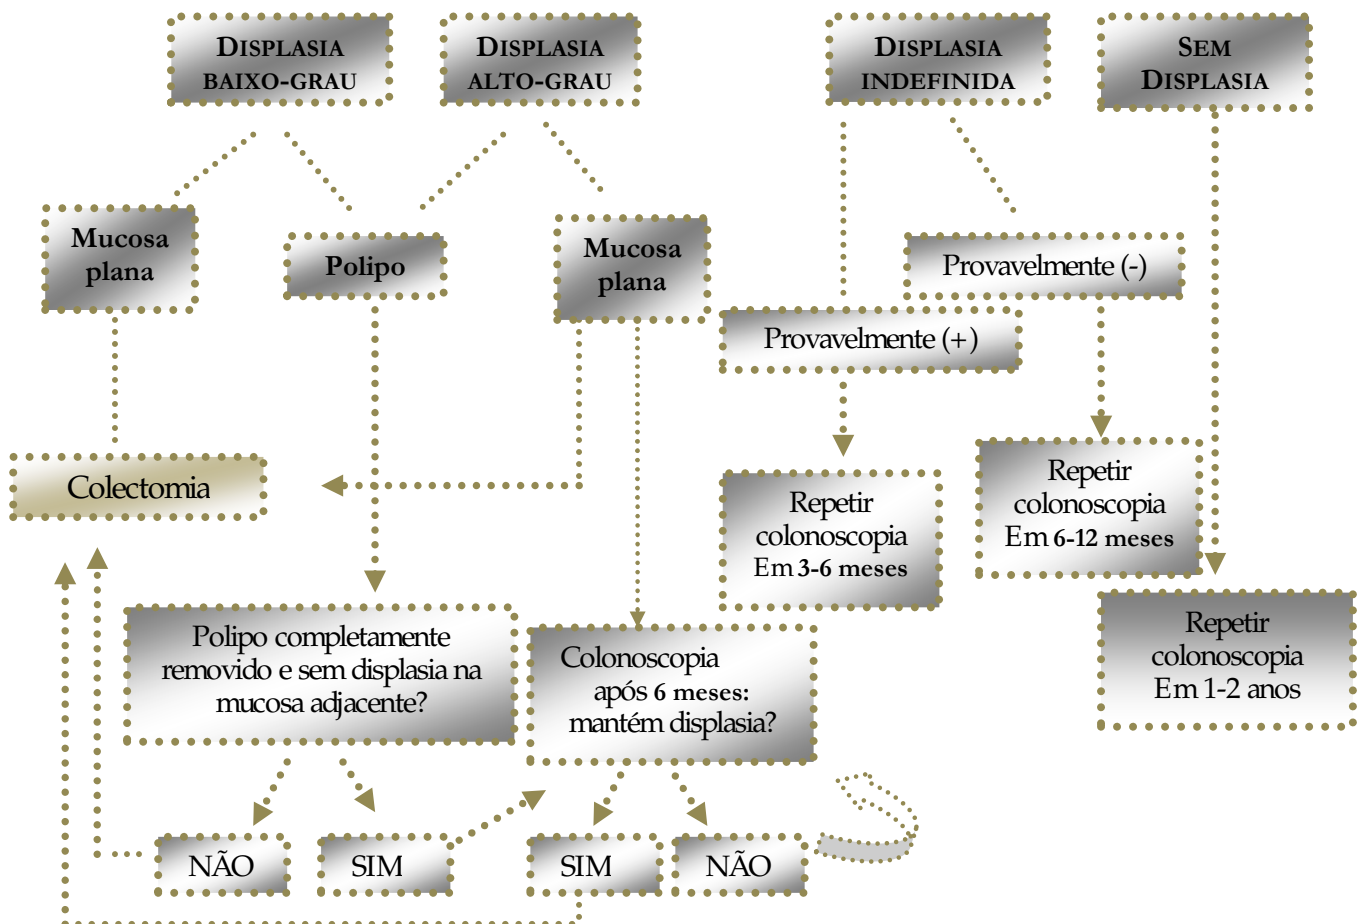 DISPLASIA
BAIXO-GRAU
DISPLASIA
ALTO-GRAU
DISPLASIA
INDEFINIDA
SEM
DISPLASIA
Mucosa
plana
Polipo
Mucosa
plana
Provavelmente (-)
Provavelmente (+)
Colectomia
Repetir
colonoscopia
Em 3-6 meses
Repetir
colonoscopia
Em 6-12 meses
Repetir
colonoscopia
Em 1-2 anos
Polipo completamente
removido e sem displasia na
mucosa adjacente?
Colonoscopia
após 6 meses:
mantém displasia?
NÃO
SIM
SIM
NÃO